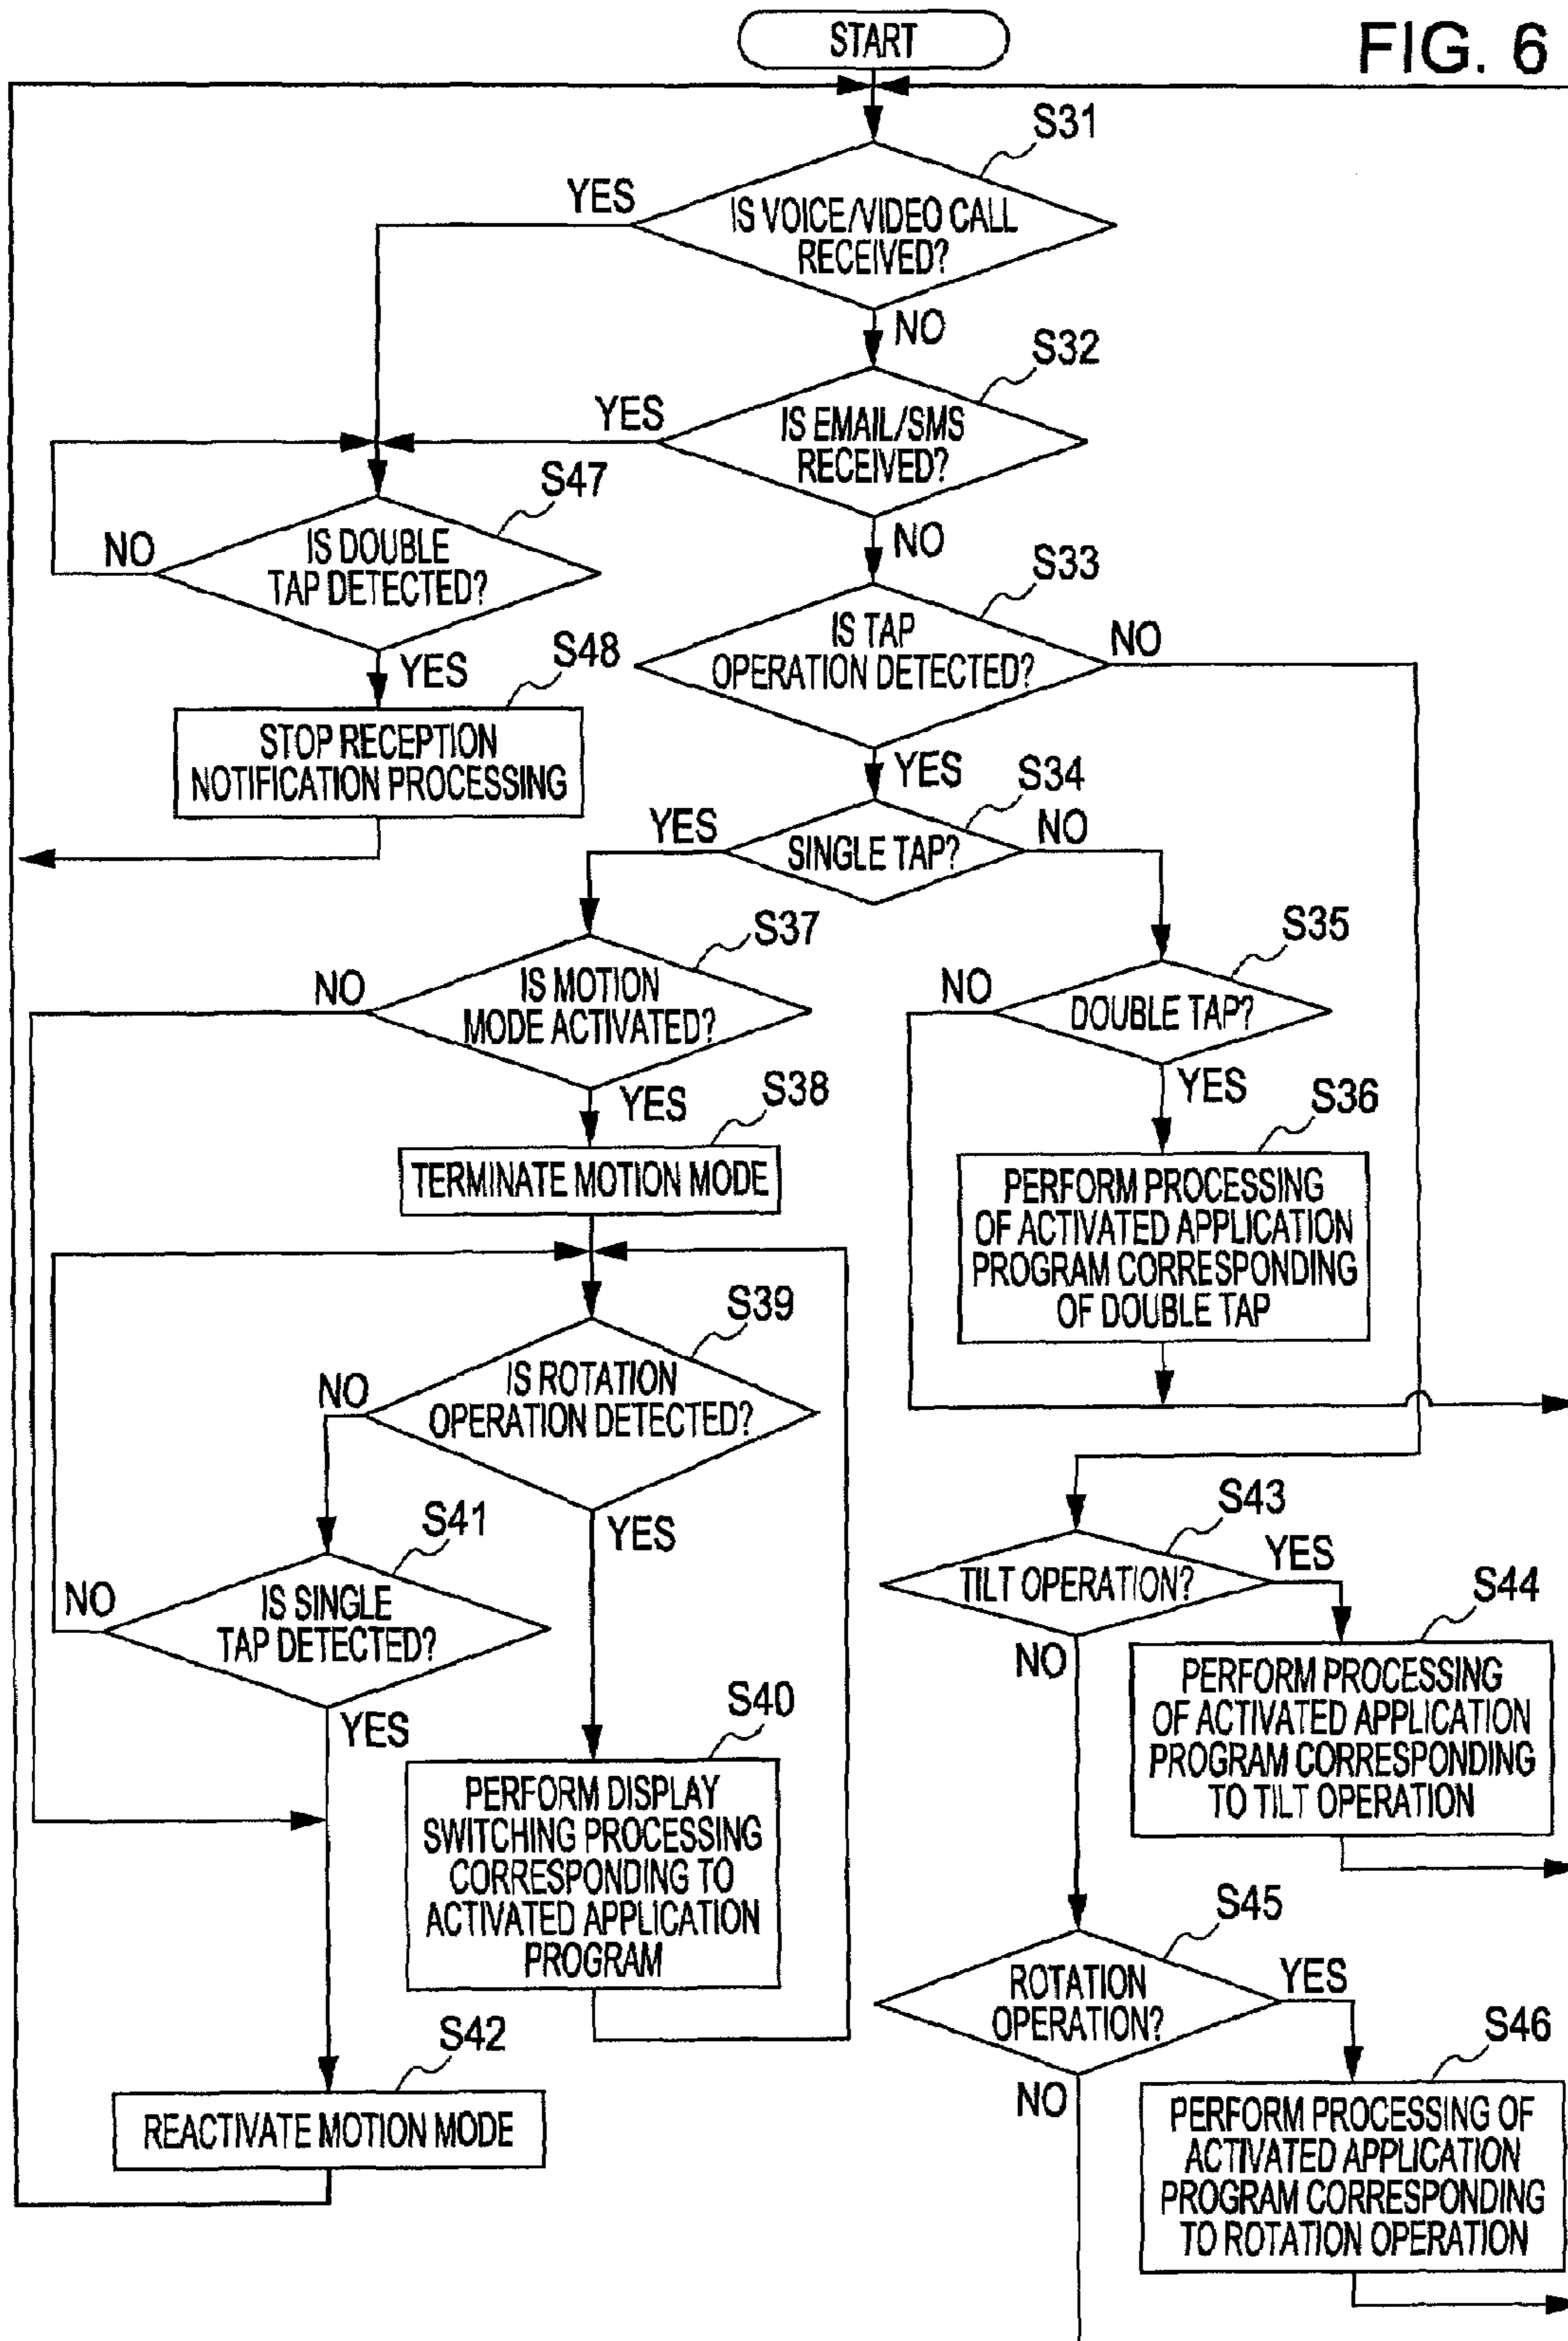 START
FIG. 6
S31
YES
IS VOICE/VIDEO CALL
RECEIVED?
NO
S32
YES
IS EMAIL/SMS
RECEIVED?
S47
NO
IS DOUBLE
TAP DETECTED?
NO
S33
IS TAP
OPERATION DETECTED?
NO
YES
S48
STOP RECEPTION
NOTIFICATION PROCESSING
YES
S34
YES
SINGLE TAP?
NO
S37
NO
IS MOTION
MODE ACTIVATED?
S35
NO
DOUBLE TAP?
YES
S38
TERMINATE MOTION MODE
YES
S36
PERFORM PROCESSING
OF ACTIVATED APPLICATION
PROGRAM CORRESPONDING
OF DOUBLE TAP
S39
NO
IS ROTATION
OPERATION DETECTED?
YES
S41
NO
IS SINGLE
TAP DETECTED?
YES
S43
TILT OPERATION?
YES
NO
S44
PERFORM PROCESSING
OF ACTIVATED APPLICATION
PROGRAM CORRESPONDING
TO TILT OPERATION
S40
PERFORM DISPLAY
SWITCHING PROCESSING
CORRESPONDING TO
ACTIVATED APPLICATION
PROGRAM
S45
ROTATION
OPERATION?
YES
NO
S42
REACTIVATE MOTION MODE
S46
PERFORM PROCESSING OF
ACTIVATED APPLICATION
PROGRAM CORRESPONDING
TO ROTATION OPERATION